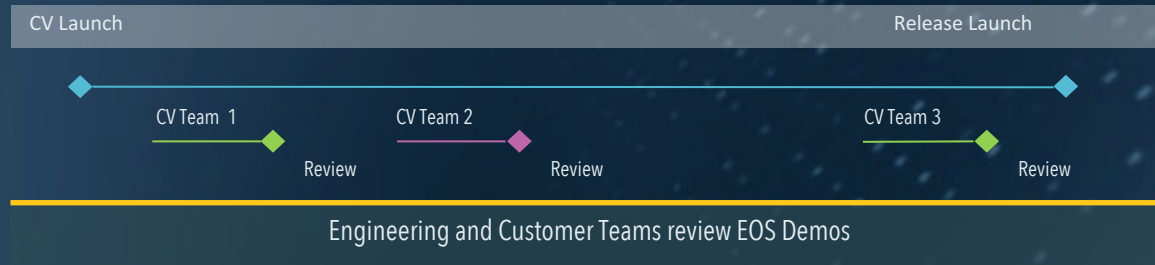 CV Launch
Release Launch
CV Team 1
CV Team 2
CV Team 3
Review
Review
Review
Engineering and Customer Teams review EOS Demos